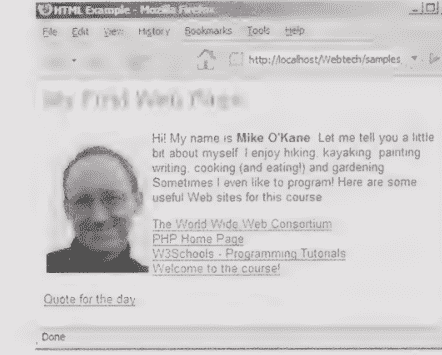 HTML Example - Mozilla Firefox
File Edit View History Bookmarks Tools Help
http://localhost/Webtech/samples
My First Web Page
Hi! My name is Mike O'Kane. Let me tell you a little
bit about myself. I enjoy hiking, kayaking, painting
writing, cooking (and eating!) and gardening
Sometimes I even like to program! Here are some
useful Web sites for this course
The World Wide Web Consortium
PHP Home Page
W3Schools - Programming Tutorials
Welcome to the course!
Quote for the day
Done